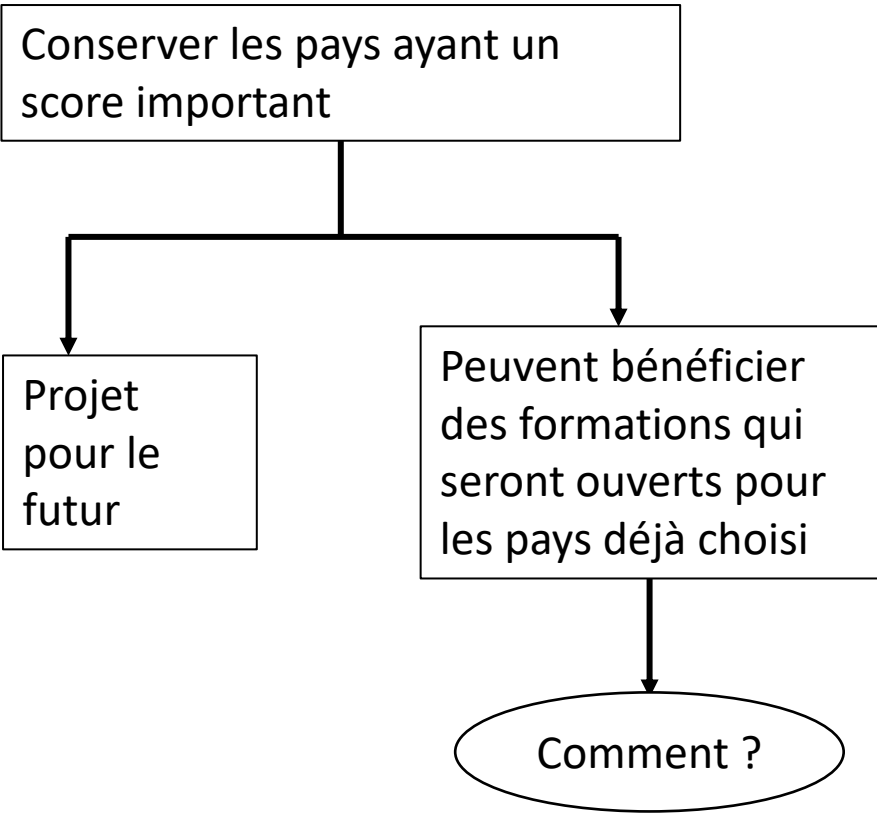 Conserver les pays ayant un
score important
Projet
pour le
futur
Peuvent bénéficier
des formations qui
seront ouverts pour
les pays déjà choisi
Comment ?